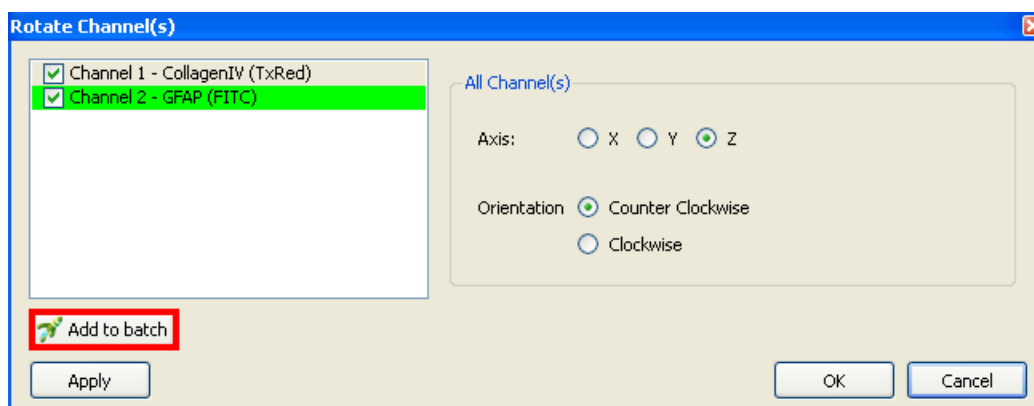 Rotate Channel(s)
Channel 1 - CollagenIV (TxRed)
Channel 2 - GFAP (FITC)
All Channel(s)
Axis: X Y Z
Orientation Counter Clockwise
Clockwise
Add to batch
Apply OK Cancel